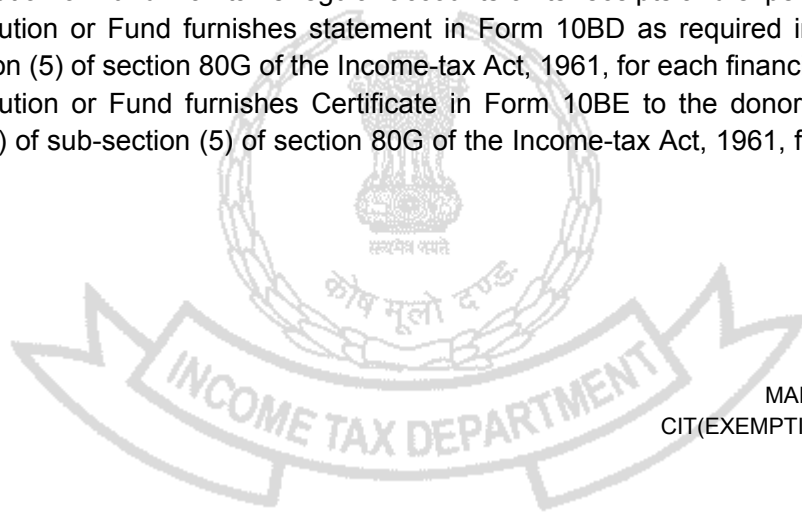 ution or Fund furnishes statement in Form 10BD as required in
on (5) of section 80G of the Income-tax Act, 1961, for each financ
ution or Fund furnishes Certificate in Form 10BE to the donor
) of sub-section (5) of section 80G of the Income-tax Act, 1961, f
सत्यमेव जयते
कोष मूलो दण्डः
INCOME TAX DEPARTMENT
MAN
CIT(EXEMPTI